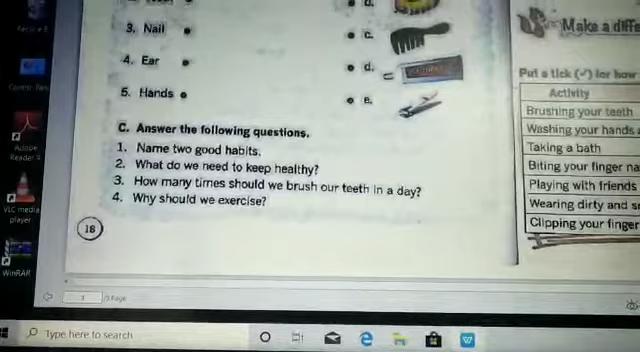 d.
3. Nail
c.
4. Ear
d.
5. Hands
e.
C. Answer the following questions.
1. Name two good habits.
2. What do we need to keep healthy?
3. How many times should we brush our teeth in a day?
4. Why should we exercise?
18
Make a diffe
Put a tick (✓) for how
Activity
Brushing your teeth
Washing your hands
Taking a bath
Biting your finger na
Playing with friends
Wearing dirty and
Clipping your finger
Adobe
Reader
VLC media
player
WinRAR
Type here to search